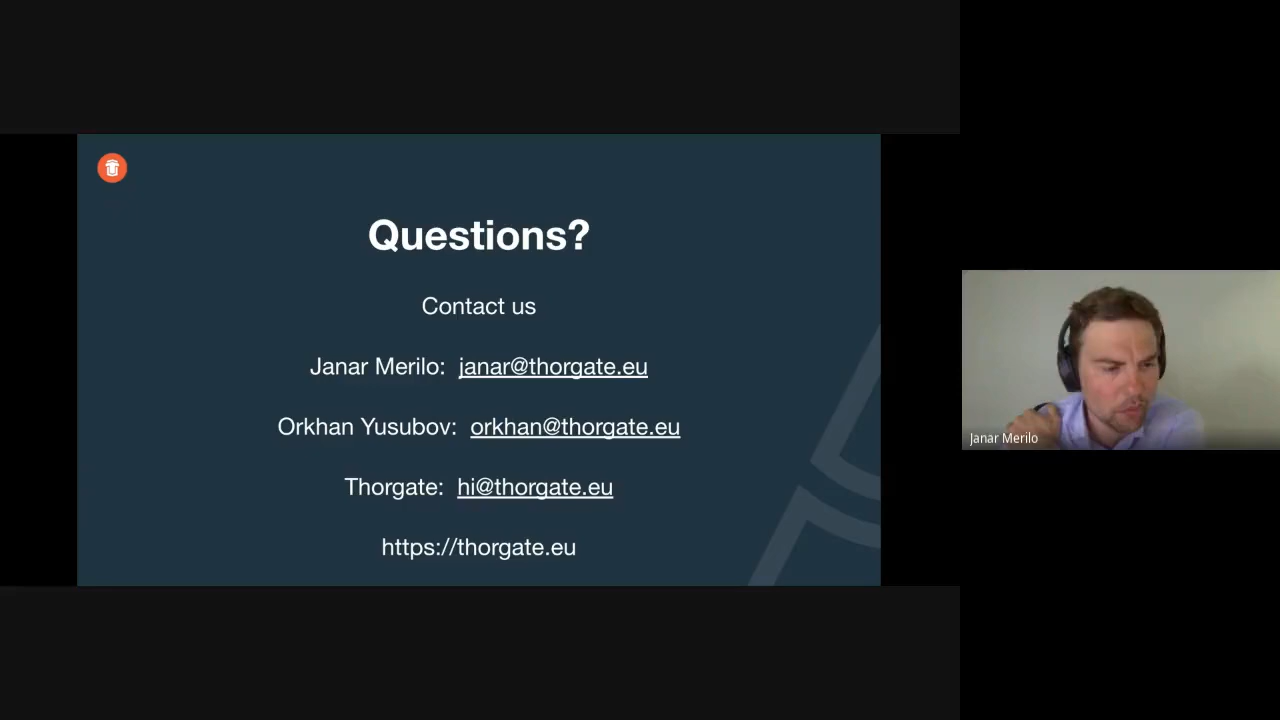 Questions?
Contact us
Janar Merilo: janar@thorgate.eu
Orkhan Yusubov: orkhan@thorgate.eu
Thorgate: hi@thorgate.eu
https://thorgate.eu
Janar Merilo